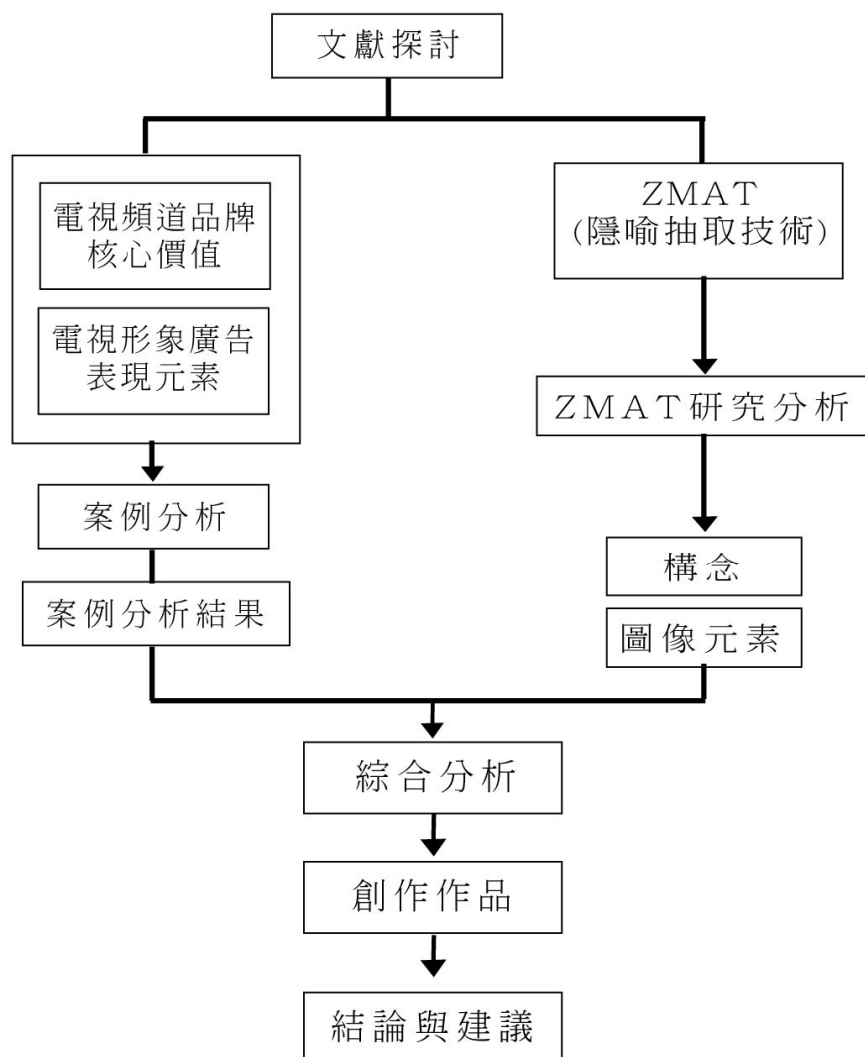 文獻探討
電視頻道品牌
核心價值
電視形象廣告
表現元素
案例分析
案例分析結果
ZMAT
(隱喻抽取技術)
ZMAT研究分析
構念
圖像元素
綜合分析
創作作品
結論與建議